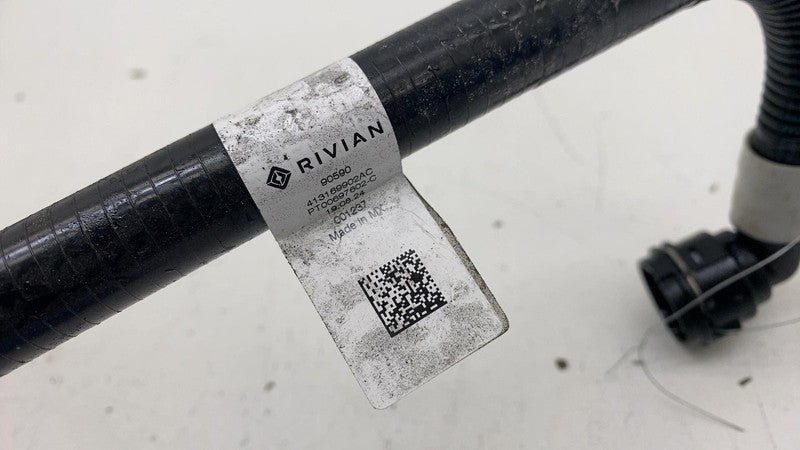 RIVIAN
90590
413169902AC
PT00697602-C
19.08.24
001237
Made in MX